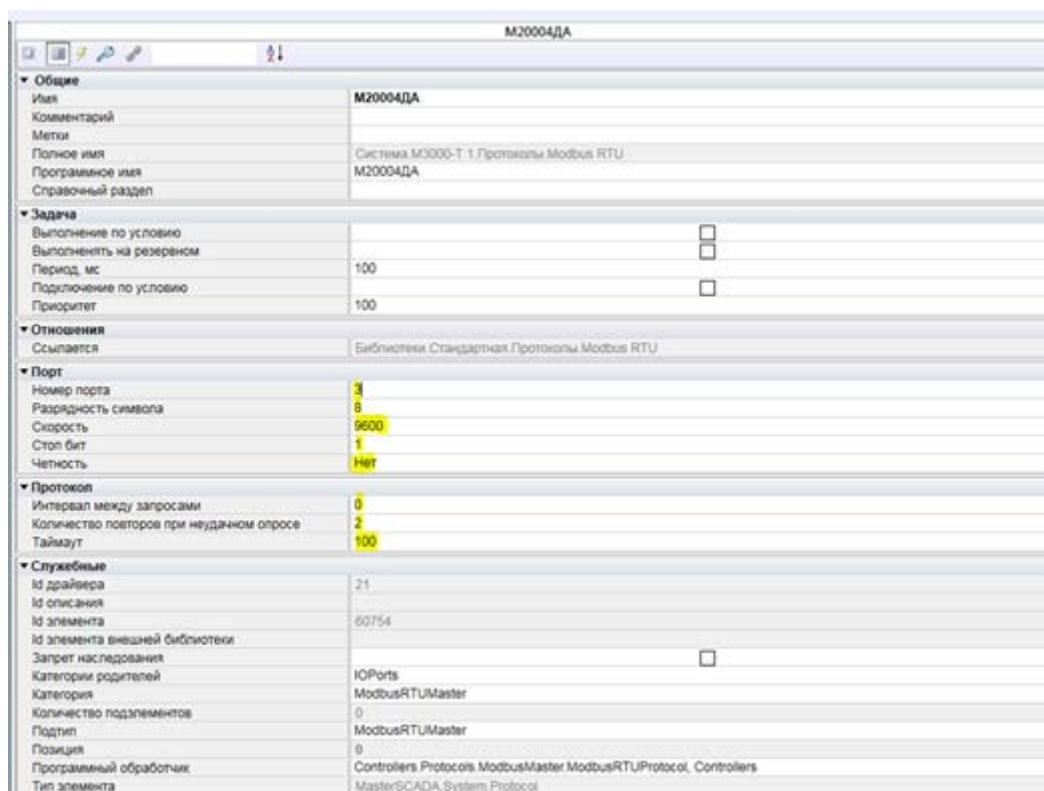 М20004ДА
Общие
Имя М20004ДА
Комментарий
Метки
Полное имя Система.М3000-Т 1.Протоколы.Modbus RTU
Программное имя М20004ДА
Справочный раздел
Задача
Выполнение по условию
Выполненять на резервном
Период, мс 100
Подключение по условию
Приоритет 100
Отношения
Ссылается Библиотеки.Стандартная.Протоколы.Modbus RTU
Порт
Номер порта 3
Разрядность символа 8
Скорость 9600
Стоп бит 1
Четность Нет
Протокол
Интервал между запросами 0
Количество повторов при неудачном опросе 2
Таймаут 100
Служебные
Id драйвера 21
Id описания
Id элемента 60754
Id элемента внешней библиотеки
Запрет наследования
Категории родителей IOPorts
Категория ModbusRTUMaster
Количество подэлементов 0
Подтип ModbusRTUMaster
Позиция 0
Программный обработчик Controllers.Protocols.ModbusMaster.ModbusRTUProtocol, Controllers
Тип элемента MasterSCADA.System.Protocol